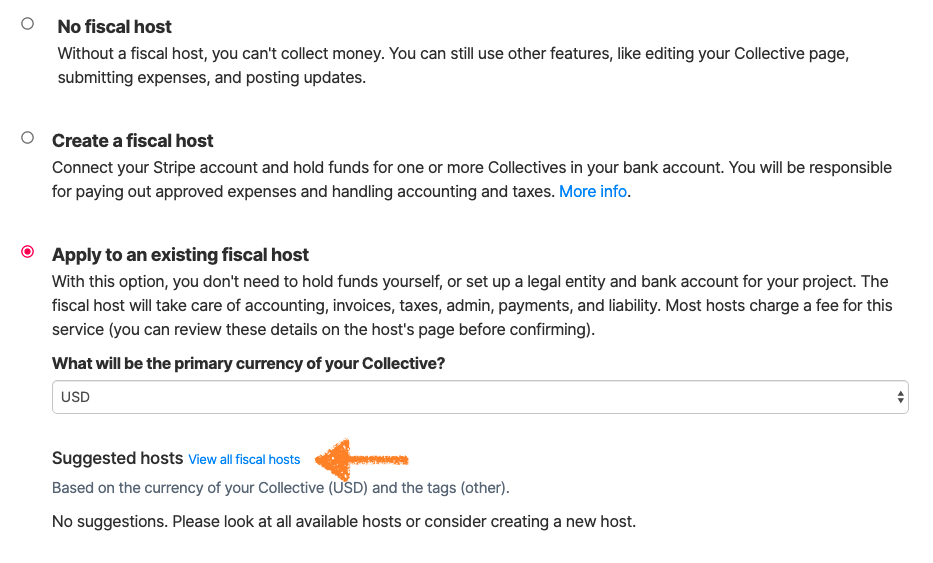 No fiscal host
Without a fiscal host, you can't collect money. You can still use other features, like editing your Collective page,
submitting expenses, and posting updates.
Create a fiscal host
Connect your Stripe account and hold funds for one or more Collectives in your bank account. You will be responsible
for paying out approved expenses and handling accounting and taxes. More info.
Apply to an existing fiscal host
With this option, you don't need to hold funds yourself, or set up a legal entity and bank account for your project. The
fiscal host will take care of accounting, invoices, taxes, admin, payments, and liability. Most hosts charge a fee for this
service (you can review these details on the host's page before confirming).
What will be the primary currency of your Collective?
USD
Suggested hosts View all fiscal hosts
Based on the currency of your Collective (USD) and the tags (other).
No suggestions. Please look at all available hosts or consider creating a new host.